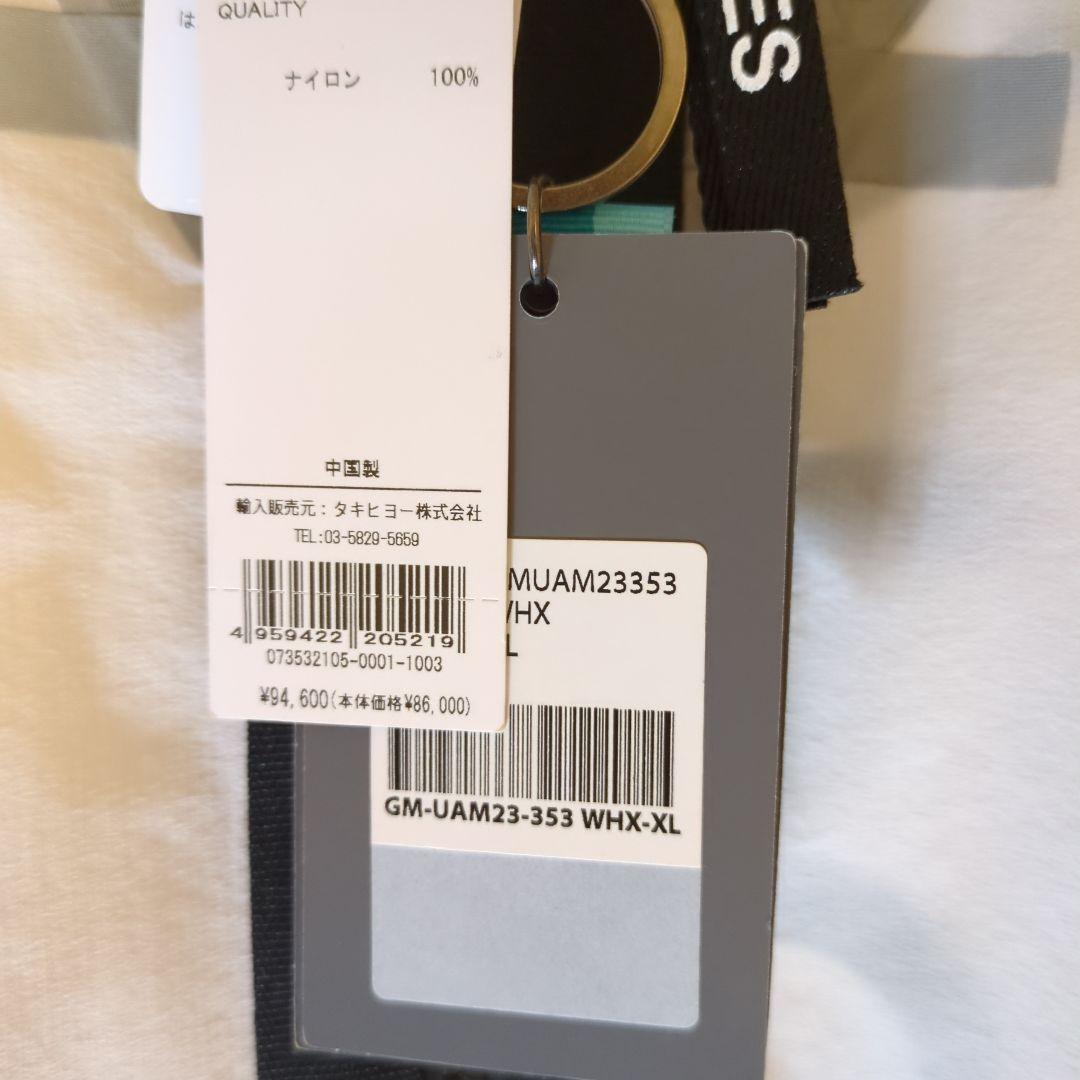 は
QUALITY
ナイロン 100%
ES
中国製
輸入販売元：タキヒヨー株式会社
TEL:03-5829-5659
4 959422 205219
073532105-0001-1003
¥94,600(本体価格¥86,000)
MUAM23353
WHX
L
GM-UAM23-353 WHX-XL